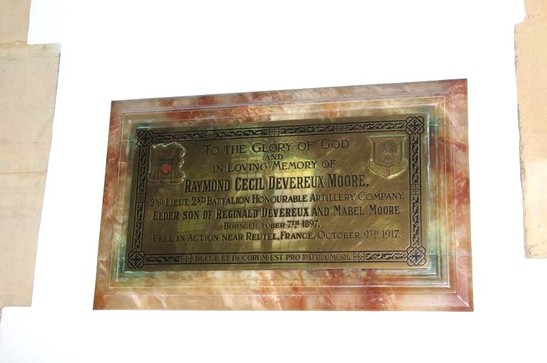 TO THE GLORY OF GOD
AND
IN LOVING MEMORY OF
RAYMOND CECIL DEVEREUX MOORE.
2ND LIEUT. 2ND BATTALION HONOURABLE ARTILLERY COMPANY.
ELDER SON OF REGINALD DEVEREUX AND MABEL MOORE
BORN OCTOBER 7TH 1897.
FELL IN ACTION NEAR REUTEL, FRANCE, OCTOBER 9TH 1917.
DULCE ET DECORUM EST PRO PATRIA MORI